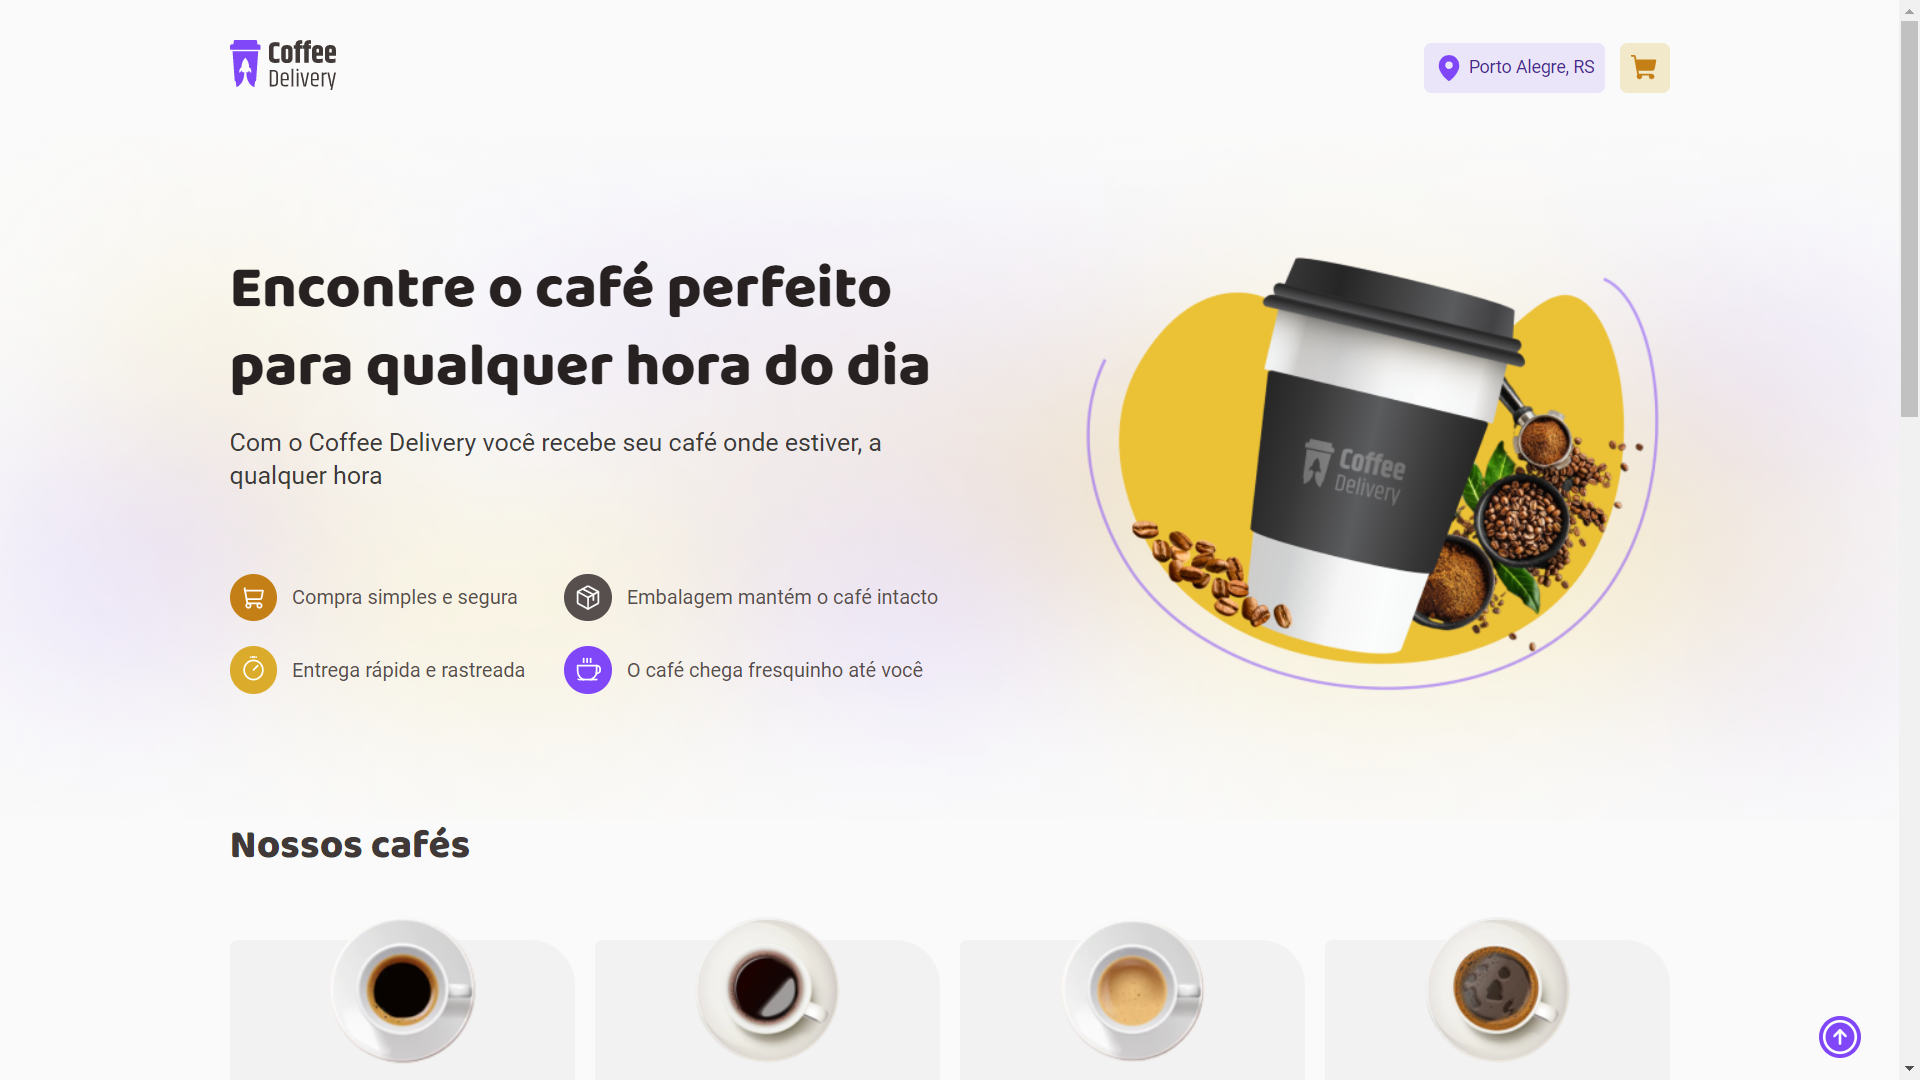 Coffee
Delivery
Porto Alegre, RS
Encontre o café perfeito
para qualquer hora do dia
Com o Coffee Delivery você recebe seu café onde estiver, a
qualquer hora
Coffee
Delivery
Compra simples e segura
Embalagem mantém o café intacto
Entrega rápida e rastreada
O café chega fresquinho até você
Nossos cafés